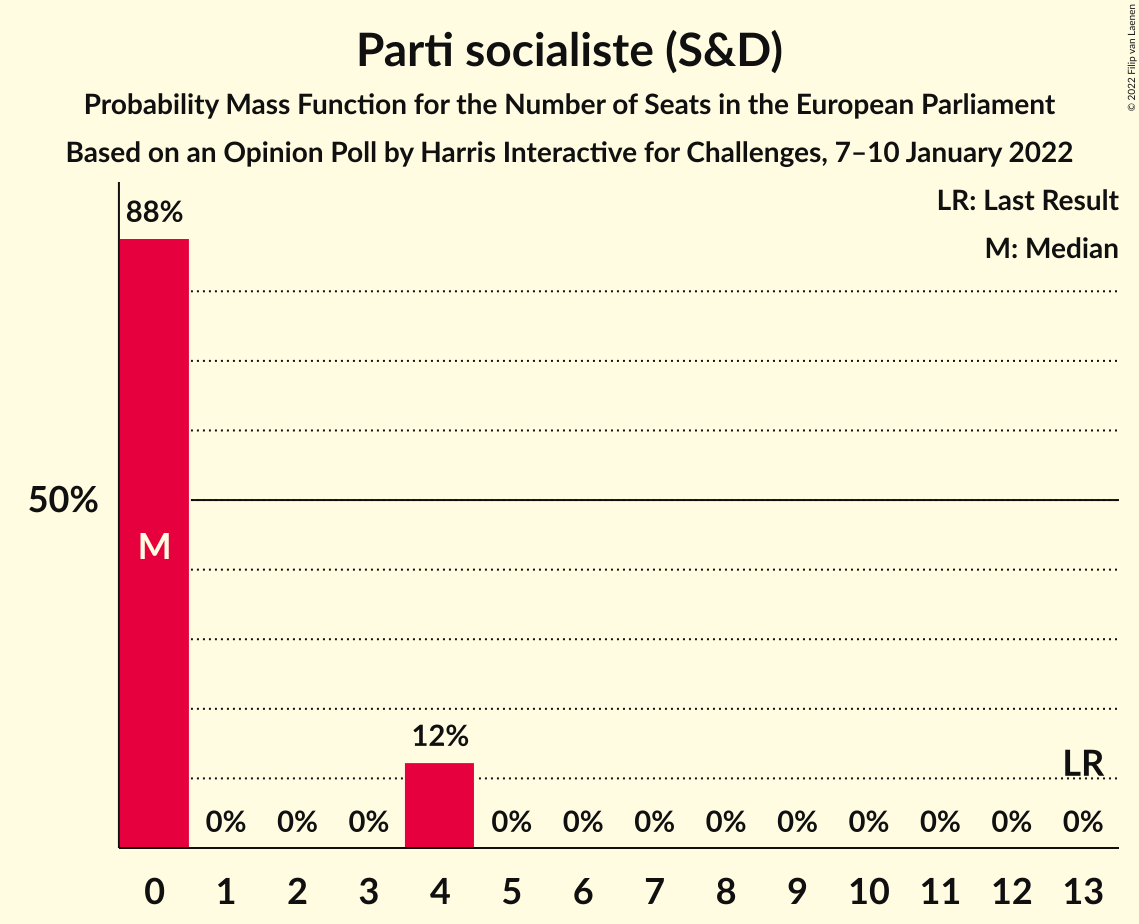 Parti socialiste (S&D)
Probability Mass Function for the Number of Seats in the European Parliament
Based on an Opinion Poll by Harris Interactive for Challenges, 7–10 January 2022
© 2022 Filip van Laenen
LR: Last Result
M: Median
88%
50%
M
12%
LR
0% 0% 0% 0% 0% 0% 0% 0% 0% 0% 0% 0%
0 1 2 3 4 5 6 7 8 9 10 11 12 13